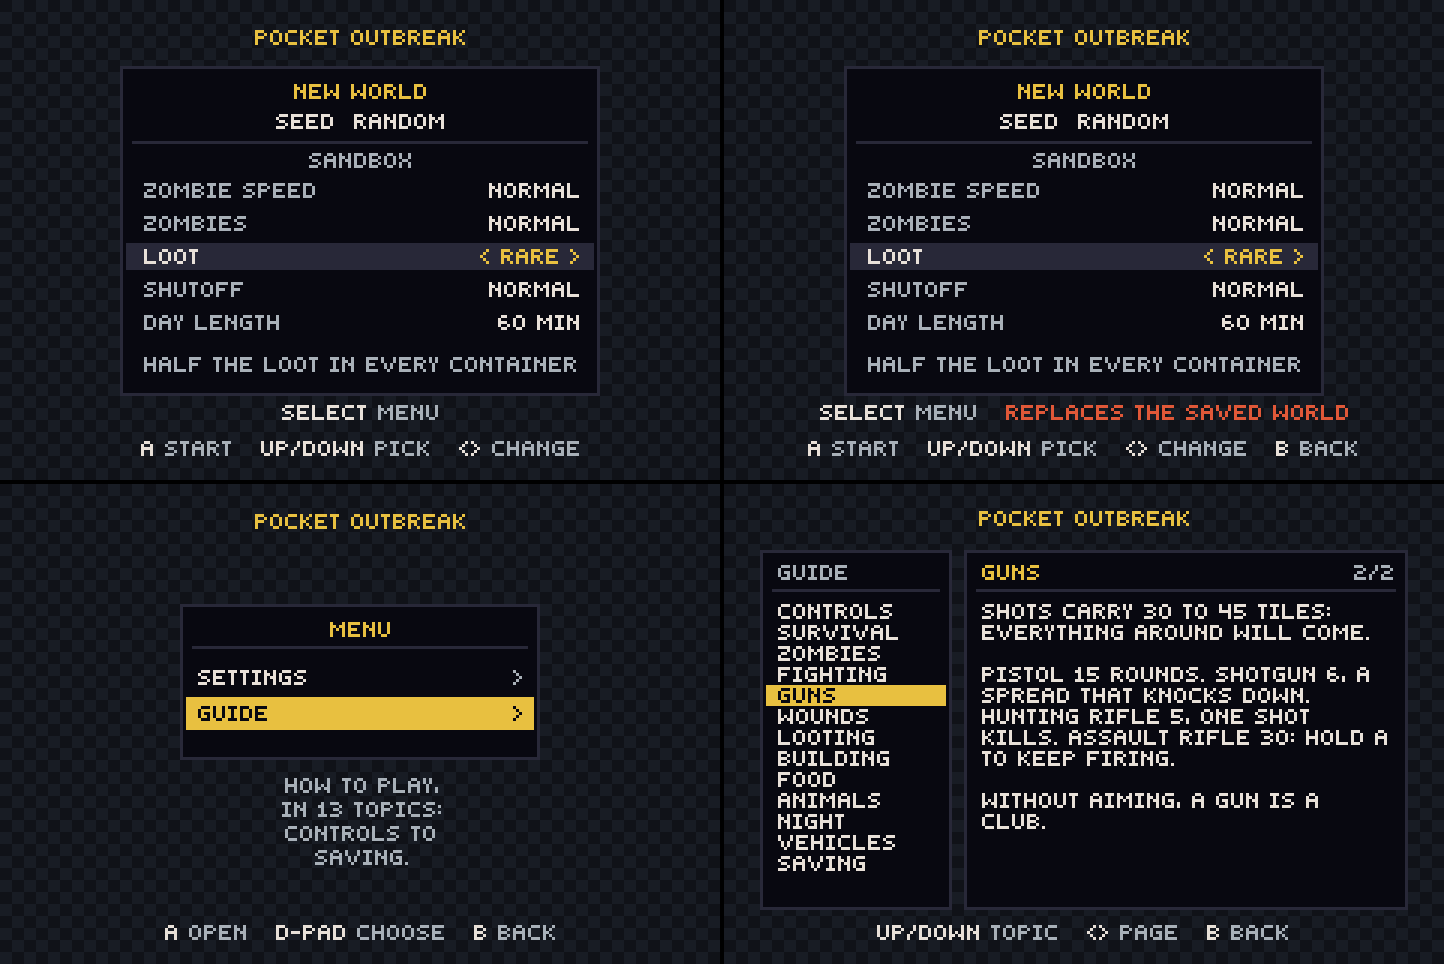 POCKET OUTBREAK
NEW WORLD
SEED RANDOM
SANDBOX
ZOMBIE SPEED NORMAL
ZOMBIES NORMAL
LOOT < RARE >
SHUTOFF NORMAL
DAY LENGTH 60 MIN
HALF THE LOOT IN EVERY CONTAINER
SELECT MENU
A START UP/DOWN PICK <> CHANGE
POCKET OUTBREAK
NEW WORLD
SEED RANDOM
SANDBOX
ZOMBIE SPEED NORMAL
ZOMBIES NORMAL
LOOT < RARE >
SHUTOFF NORMAL
DAY LENGTH 60 MIN
HALF THE LOOT IN EVERY CONTAINER
SELECT MENU REPLACES THE SAVED WORLD
A START UP/DOWN PICK <> CHANGE B BACK
POCKET OUTBREAK
MENU
SETTINGS >
GUIDE >
HOW TO PLAY,
IN 13 TOPICS:
CONTROLS TO
SAVING.
A OPEN D-PAD CHOOSE B BACK
POCKET OUTBREAK
GUIDE
CONTROLS
SURVIVAL
ZOMBIES
FIGHTING
GUNS
WOUNDS
LOOTING
BUILDING
FOOD
ANIMALS
NIGHT
VEHICLES
SAVING
GUNS 2/2
SHOTS CARRY 30 TO 45 TILES:
EVERYTHING AROUND WILL COME.
PISTOL 15 ROUNDS. SHOTGUN 6, A
SPREAD THAT KNOCKS DOWN.
HUNTING RIFLE 5, ONE SHOT
KILLS. ASSAULT RIFLE 30: HOLD A
TO KEEP FIRING.
WITHOUT AIMING, A GUN IS A
CLUB.
UP/DOWN TOPIC <> PAGE B BACK